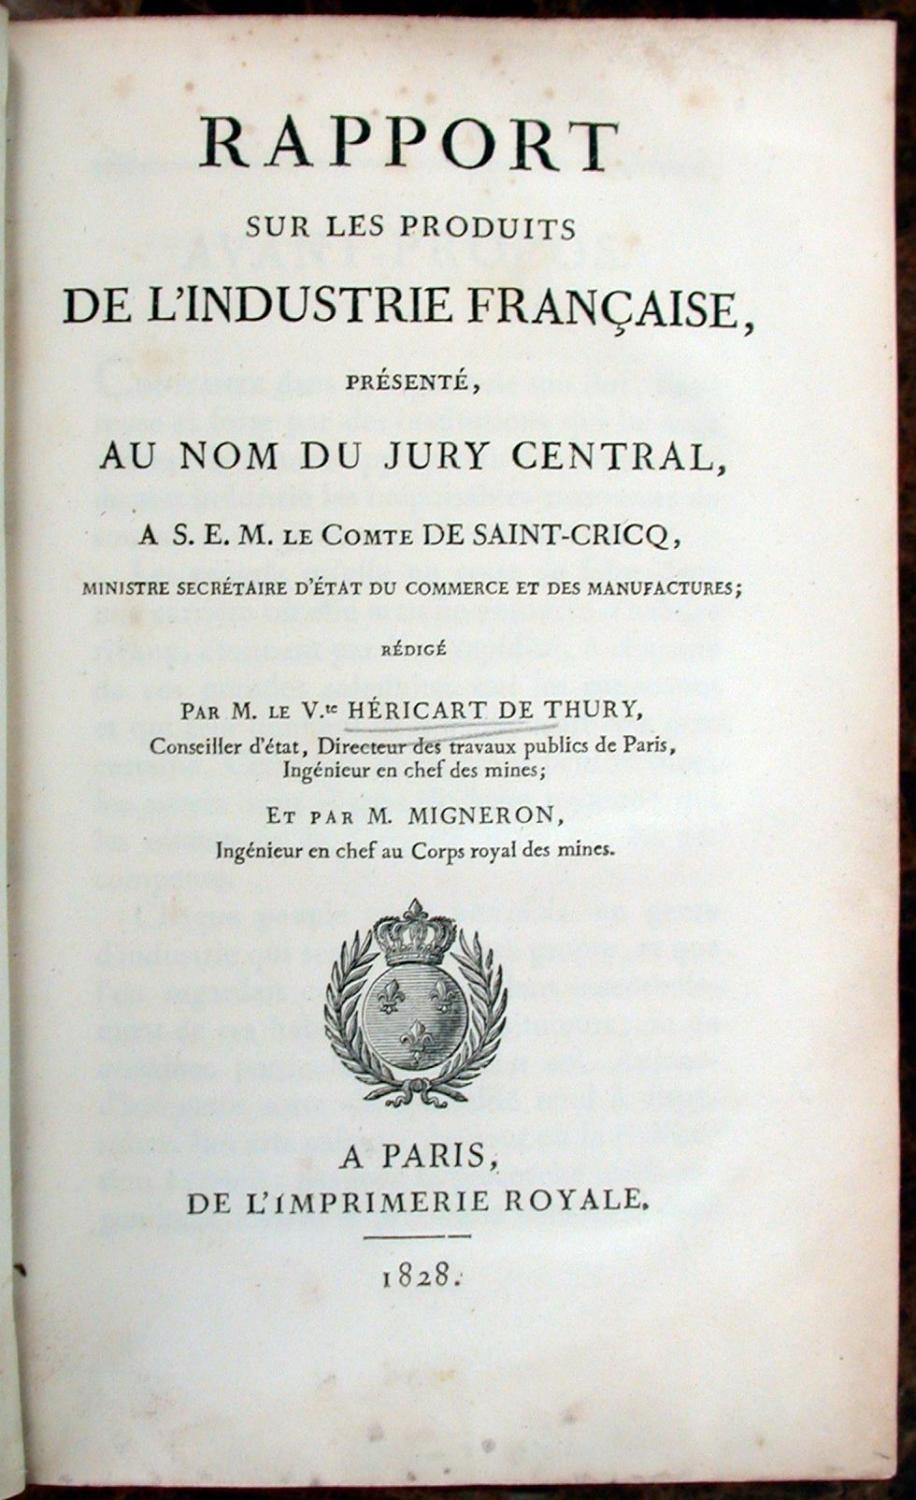 RAPPORT
SUR LES PRODUITS
DE L'INDUSTRIE FRANÇAISE,
PRÉSENTÉ,
AU NOM DU JURY CENTRAL,
A S. E. M. LE COMTE DE SAINT-CRICQ,
MINISTRE SECRÉTAIRE D'ÉTAT DU COMMERCE ET DES MANUFACTURES;
RÉDIGÉ
PAR M. LE V.te HÉRICART DE THURY,
Conseiller d'état, Directeur des travaux publics de Paris,
Ingénieur en chef des mines;
ET PAR M. MIGNERON,
Ingénieur en chef au Corps royal des mines.
A PARIS,
DE L'IMPRIMERIE ROYALE.
1828.